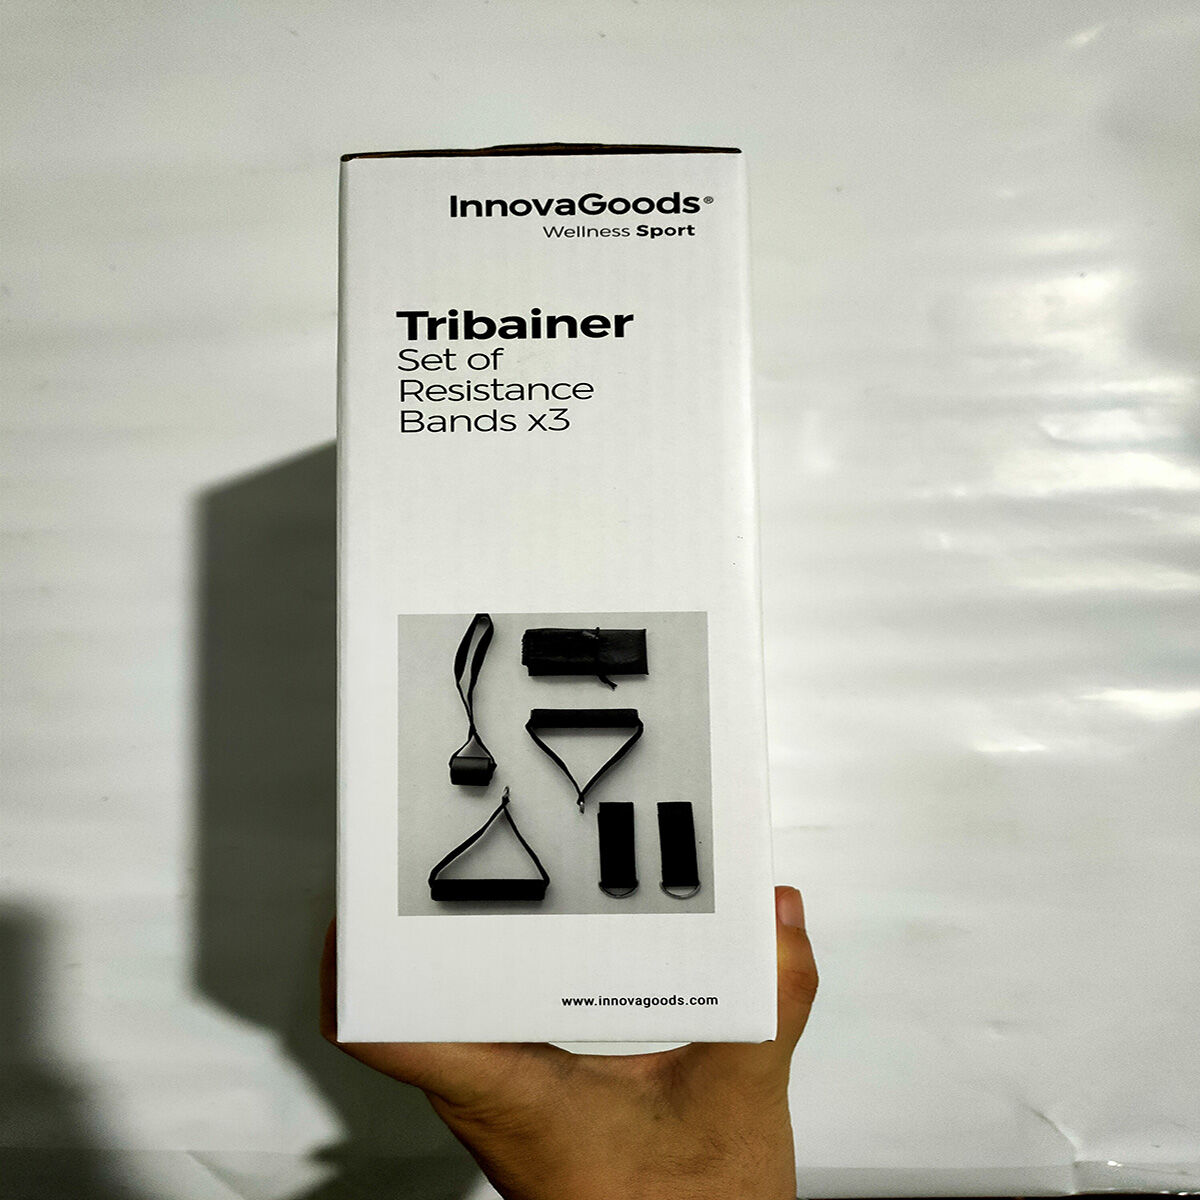 InnovaGoods®
Wellness Sport
Tribainer
Set of
Resistance
Bands x3
www.innovagoods.com